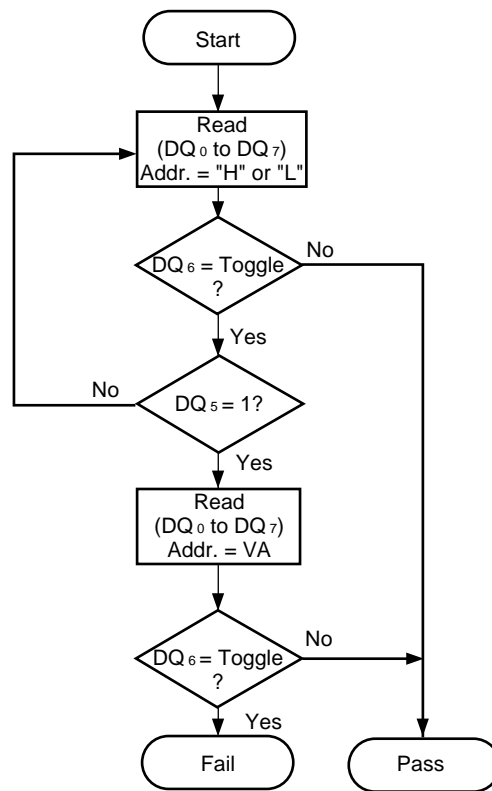 Start
Read
(DQ0 to DQ7)
Addr. = "H" or "L"
DQ6 = Toggle
?
No
Yes
No
DQ5 = 1?
Yes
Read
(DQ0 to DQ7)
Addr. = VA
DQ6 = Toggle
?
No
Yes
Fail
Pass